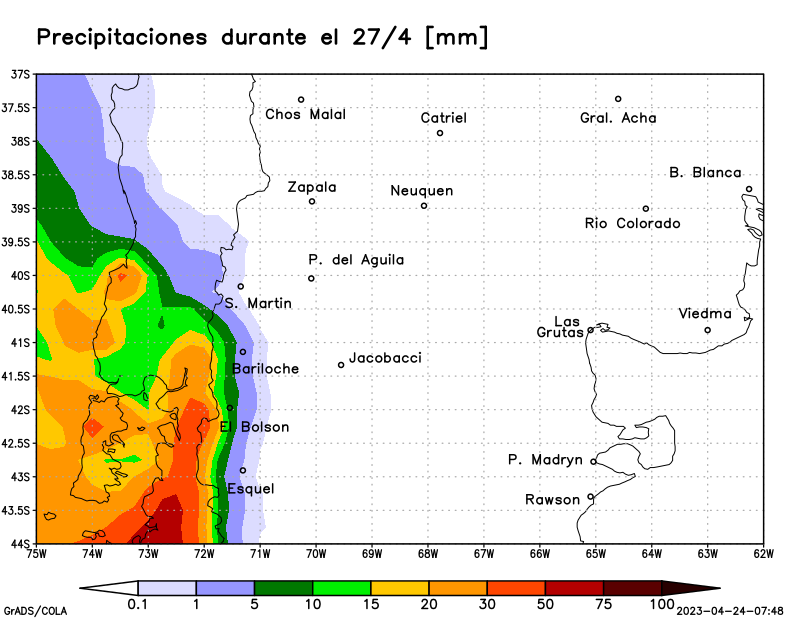 Precipitaciones durante el 27/4 [mm]
37S
37.5S
38S
38.5S
39S
39.5S
40S
40.5S
41S
41.5S
42S
42.5S
43S
43.5S
44S
Chos Malal
Catriel
Gral. Acha
B. Blanca
Zapala
Neuquen
Rio Colorado
P. del Aguila
S. Martin
Las
Grutas
Viedma
Bariloche
Jacobacci
El Bolson
P. Madryn
Esquel
Rawson
75W 74W 73W 72W 71W 70W 69W 68W 67W 66W 65W 64W 63W 62W
0.1 1 5 10 15 20 30 50 75 100
GrADS/COLA
2023-04-24-07:48